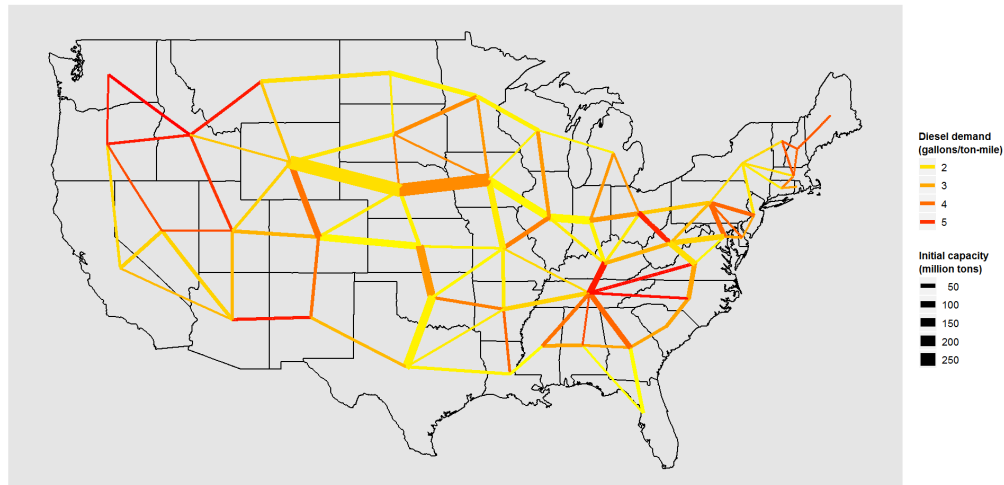 Diesel demand
(gallons/ton-mile)
2
3
4
5
Initial capacity
(million tons)
50
100
150
200
250